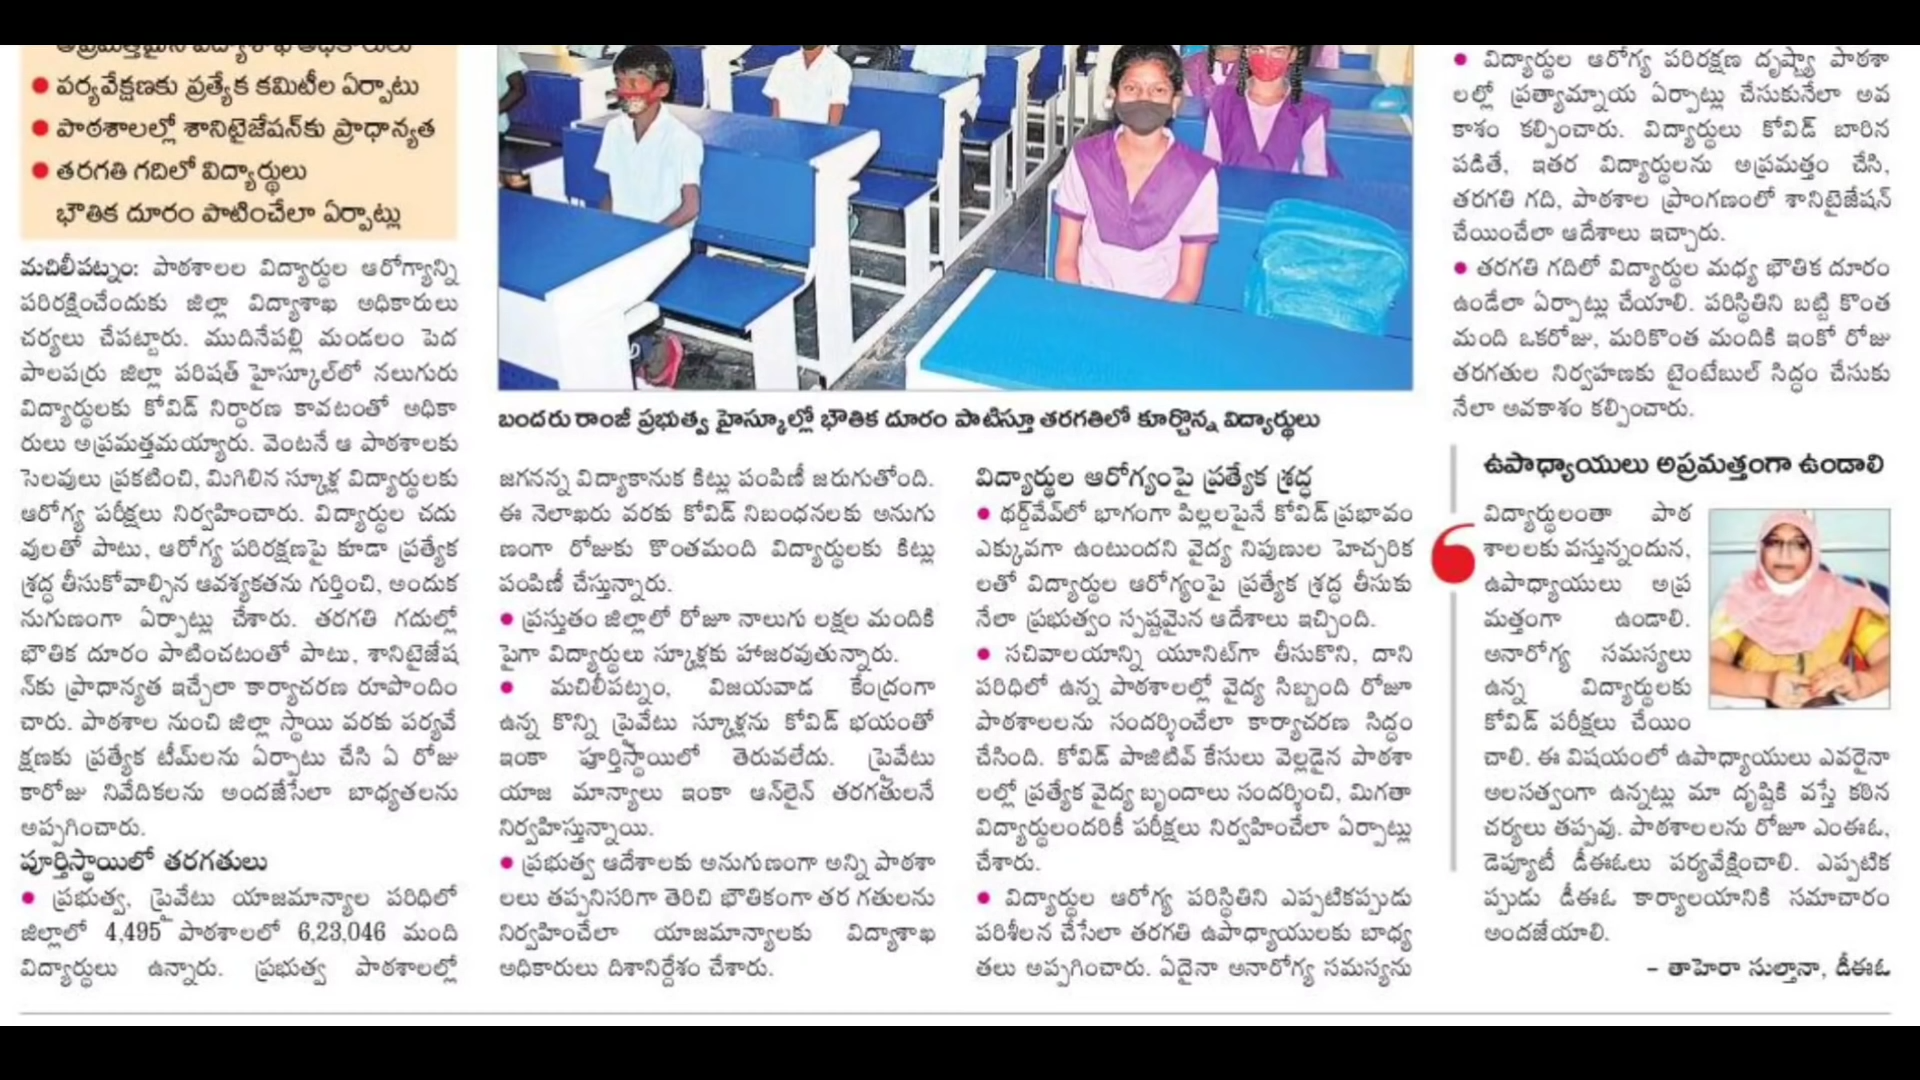 అప్రమత్తమైన విద్యాశాఖ అధికారులు
● పర్యవేక్షణకు ప్రత్యేక కమిటీల ఏర్పాటు
● పాఠశాలల్లో శానిటైజేషన్‌కు ప్రాధాన్యత
● తరగతి గదిలో విద్యార్థులు
భౌతిక దూరం పాటించేలా ఏర్పాట్లు
మచిలీపట్నం: పాఠశాలల విద్యార్థుల ఆరోగ్యాన్ని
పరిరక్షించేందుకు జిల్లా విద్యాశాఖ అధికారులు
చర్యలు చేపట్టారు. ముదినేపల్లి మండలం పెద
పాలపర్రు జిల్లా పరిషత్ హైస్కూల్‌లో నలుగురు
విద్యార్థులకు కోవిడ్ నిర్ధారణ కావటంతో అధికా
రులు అప్రమత్తమయ్యారు. వెంటనే ఆ పాఠశాలకు
సెలవులు ప్రకటించి, మిగిలిన స్కూళ్ల విద్యార్థులకు
ఆరోగ్య పరీక్షలు నిర్వహించారు. విద్యార్థుల చదు
వులతో పాటు, ఆరోగ్య పరిరక్షణపై కూడా ప్రత్యేక
శ్రద్ధ తీసుకోవాల్సిన ఆవశ్యకతను గుర్తించి, అందుక
నుగుణంగా ఏర్పాట్లు చేశారు. తరగతి గదుల్లో
భౌతిక దూరం పాటించటంతో పాటు, శానిటైజేష
న్‌కు ప్రాధాన్యత ఇచ్చేలా కార్యాచరణ రూపొందిం
చారు. పాఠశాల నుంచి జిల్లా స్థాయి వరకు పర్యవే
క్షణకు ప్రత్యేక టీమ్‌లను ఏర్పాటు చేసి ఏ రోజు
కారోజు నివేదికలను అందజేసేలా బాధ్యతలను
అప్పగించారు.
పూర్తిస్థాయిలో తరగతులు
● ప్రభుత్వ, ప్రైవేటు యాజమాన్యాల పరిధిలో
జిల్లాలో 4,495 పాఠశాలలో 6,23,046 మంది
విద్యార్థులు ఉన్నారు. ప్రభుత్వ పాఠశాలల్లో
బందరు రాంజీ ప్రభుత్వ హైస్కూల్లో భౌతిక దూరం పాటిస్తూ తరగతిలో కూర్చొన్న విద్యార్థులు
జగనన్న విద్యాకానుక కిట్లు పంపిణీ జరుగుతోంది.
ఈ నెలాఖరు వరకు కోవిడ్ నిబంధనలకు అనుగు
ణంగా రోజుకు కొంతమంది విద్యార్థులకు కిట్లు
పంపిణీ చేస్తున్నారు.
● ప్రస్తుతం జిల్లాలో రోజూ నాలుగు లక్షల మందికి
పైగా విద్యార్థులు స్కూళ్లకు హాజరవుతున్నారు.
● మచిలీపట్నం, విజయవాడ కేంద్రంగా
ఉన్న కొన్ని ప్రైవేటు స్కూళ్లను కోవిడ్ భయంతో
ఇంకా పూర్తిస్థాయిలో తెరువలేదు. ప్రైవేటు
యాజ మాన్యాలు ఇంకా ఆన్‌లైన్ తరగతులనే
నిర్వహిస్తున్నాయి.
● ప్రభుత్వ ఆదేశాలకు అనుగుణంగా అన్ని పాఠశా
లలు తప్పనిసరిగా తెరిచి భౌతికంగా తర గతులను
నిర్వహించేలా యాజమాన్యాలకు విద్యాశాఖ
అధికారులు దిశానిర్దేశం చేశారు.
విద్యార్థుల ఆరోగ్యంపై ప్రత్యేక శ్రద్ధ
● థర్డ్‌వేవ్‌లో భాగంగా పిల్లలపైనే కోవిడ్ ప్రభావం
ఎక్కువగా ఉంటుందని వైద్య నిపుణుల హెచ్చరిక
లతో విద్యార్థుల ఆరోగ్యంపై ప్రత్యేక శ్రద్ధ తీసుకు
నేలా ప్రభుత్వం స్పష్టమైన ఆదేశాలు ఇచ్చింది.
● సచివాలయాన్ని యూనిట్‌గా తీసుకొని, దాని
పరిధిలో ఉన్న పాఠశాలల్లో వైద్య సిబ్బంది రోజూ
పాఠశాలలను సందర్శించేలా కార్యాచరణ సిద్ధం
చేసింది. కోవిడ్ పాజిటివ్ కేసులు వెల్లడైన పాఠశా
లల్లో ప్రత్యేక వైద్య బృందాలు సందర్శించి, మిగతా
విద్యార్థులందరికీ పరీక్షలు నిర్వహించేలా ఏర్పాట్లు
చేశారు.
● విద్యార్థుల ఆరోగ్య పరిస్థితిని ఎప్పటికప్పుడు
పరిశీలన చేసేలా తరగతి ఉపాధ్యాయులకు బాధ్య
తలు అప్పగించారు. ఏదైనా అనారోగ్య సమస్యను
● విద్యార్థుల ఆరోగ్య పరిరక్షణ దృష్ట్యా పాఠశా
లల్లో ప్రత్యామ్నాయ ఏర్పాట్లు చేసుకునేలా అవ
కాశం కల్పించారు. విద్యార్థులు కోవిడ్ బారిన
పడితే, ఇతర విద్యార్థులను అప్రమత్తం చేసి,
తరగతి గది, పాఠశాల ప్రాంగణంలో శానిటైజేషన్
చేయించేలా ఆదేశాలు ఇచ్చారు.
● తరగతి గదిలో విద్యార్థుల మధ్య భౌతిక దూరం
ఉండేలా ఏర్పాట్లు చేయాలి. పరిస్థితిని బట్టి కొంత
మంది ఒకరోజు, మరికొంత మందికి ఇంకో రోజు
తరగతుల నిర్వహణకు టైంటేబుల్ సిద్ధం చేసుకు
నేలా అవకాశం కల్పించారు.
ఉపాధ్యాయులు అప్రమత్తంగా ఉండాలి
విద్యార్థులంతా పాఠ
శాలలకు వస్తున్నందున,
ఉపాధ్యాయులు అప్ర
మత్తంగా ఉండాలి.
అనారోగ్య సమస్యలు
ఉన్న విద్యార్థులకు
కోవిడ్ పరీక్షలు చేయిం
చాలి. ఈ విషయంలో ఉపాధ్యాయులు ఎవరైనా
అలసత్వంగా ఉన్నట్లు మా దృష్టికి వస్తే కఠిన
చర్యలు తప్పవు. పాఠశాలలను రోజూ ఎంఈఓ,
డెప్యూటీ డీఈఓలు పర్యవేక్షించాలి. ఎప్పటిక
ప్పుడు డీఈఓ కార్యాలయానికి సమాచారం
అందజేయాలి.
– తాహెరా సుల్తానా, డీఈఓ